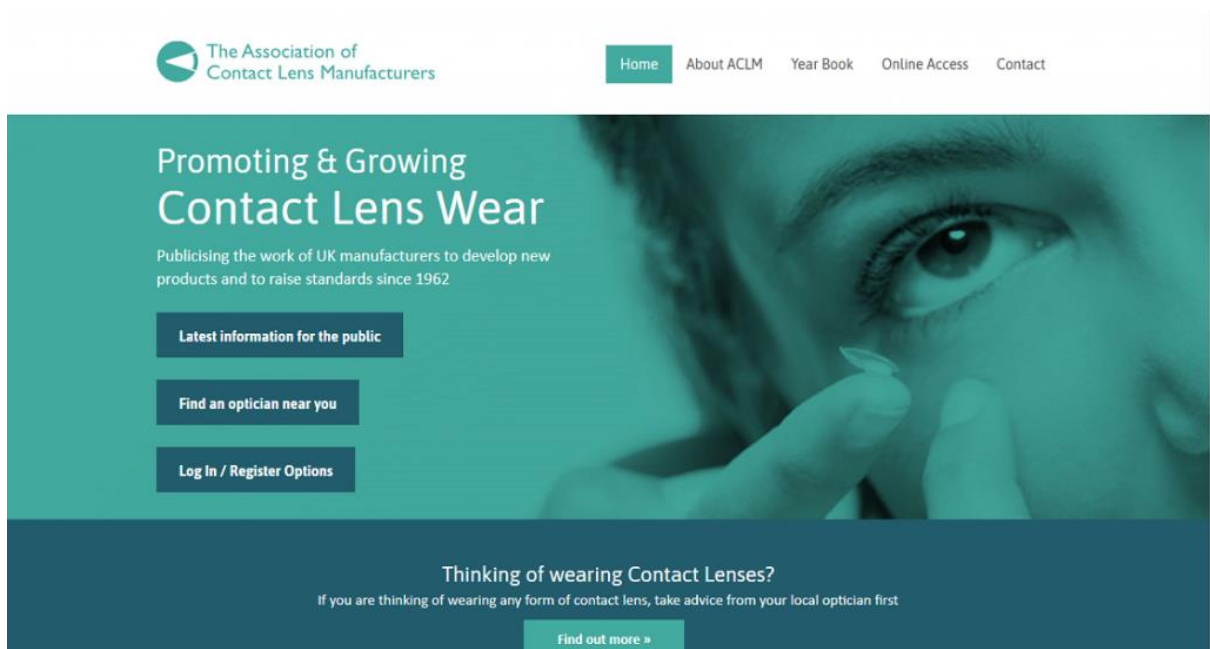 The Association of
Contact Lens Manufacturers
Home
About ACLM
Year Book
Online Access
Contact
Promoting & Growing
Contact Lens Wear
Publicising the work of UK manufacturers to develop new
products and to raise standards since 1962
Latest information for the public
Find an optician near you
Log In / Register Options
Thinking of wearing Contact Lenses?
If you are thinking of wearing any form of contact lens, take advice from your local optician first
Find out more »